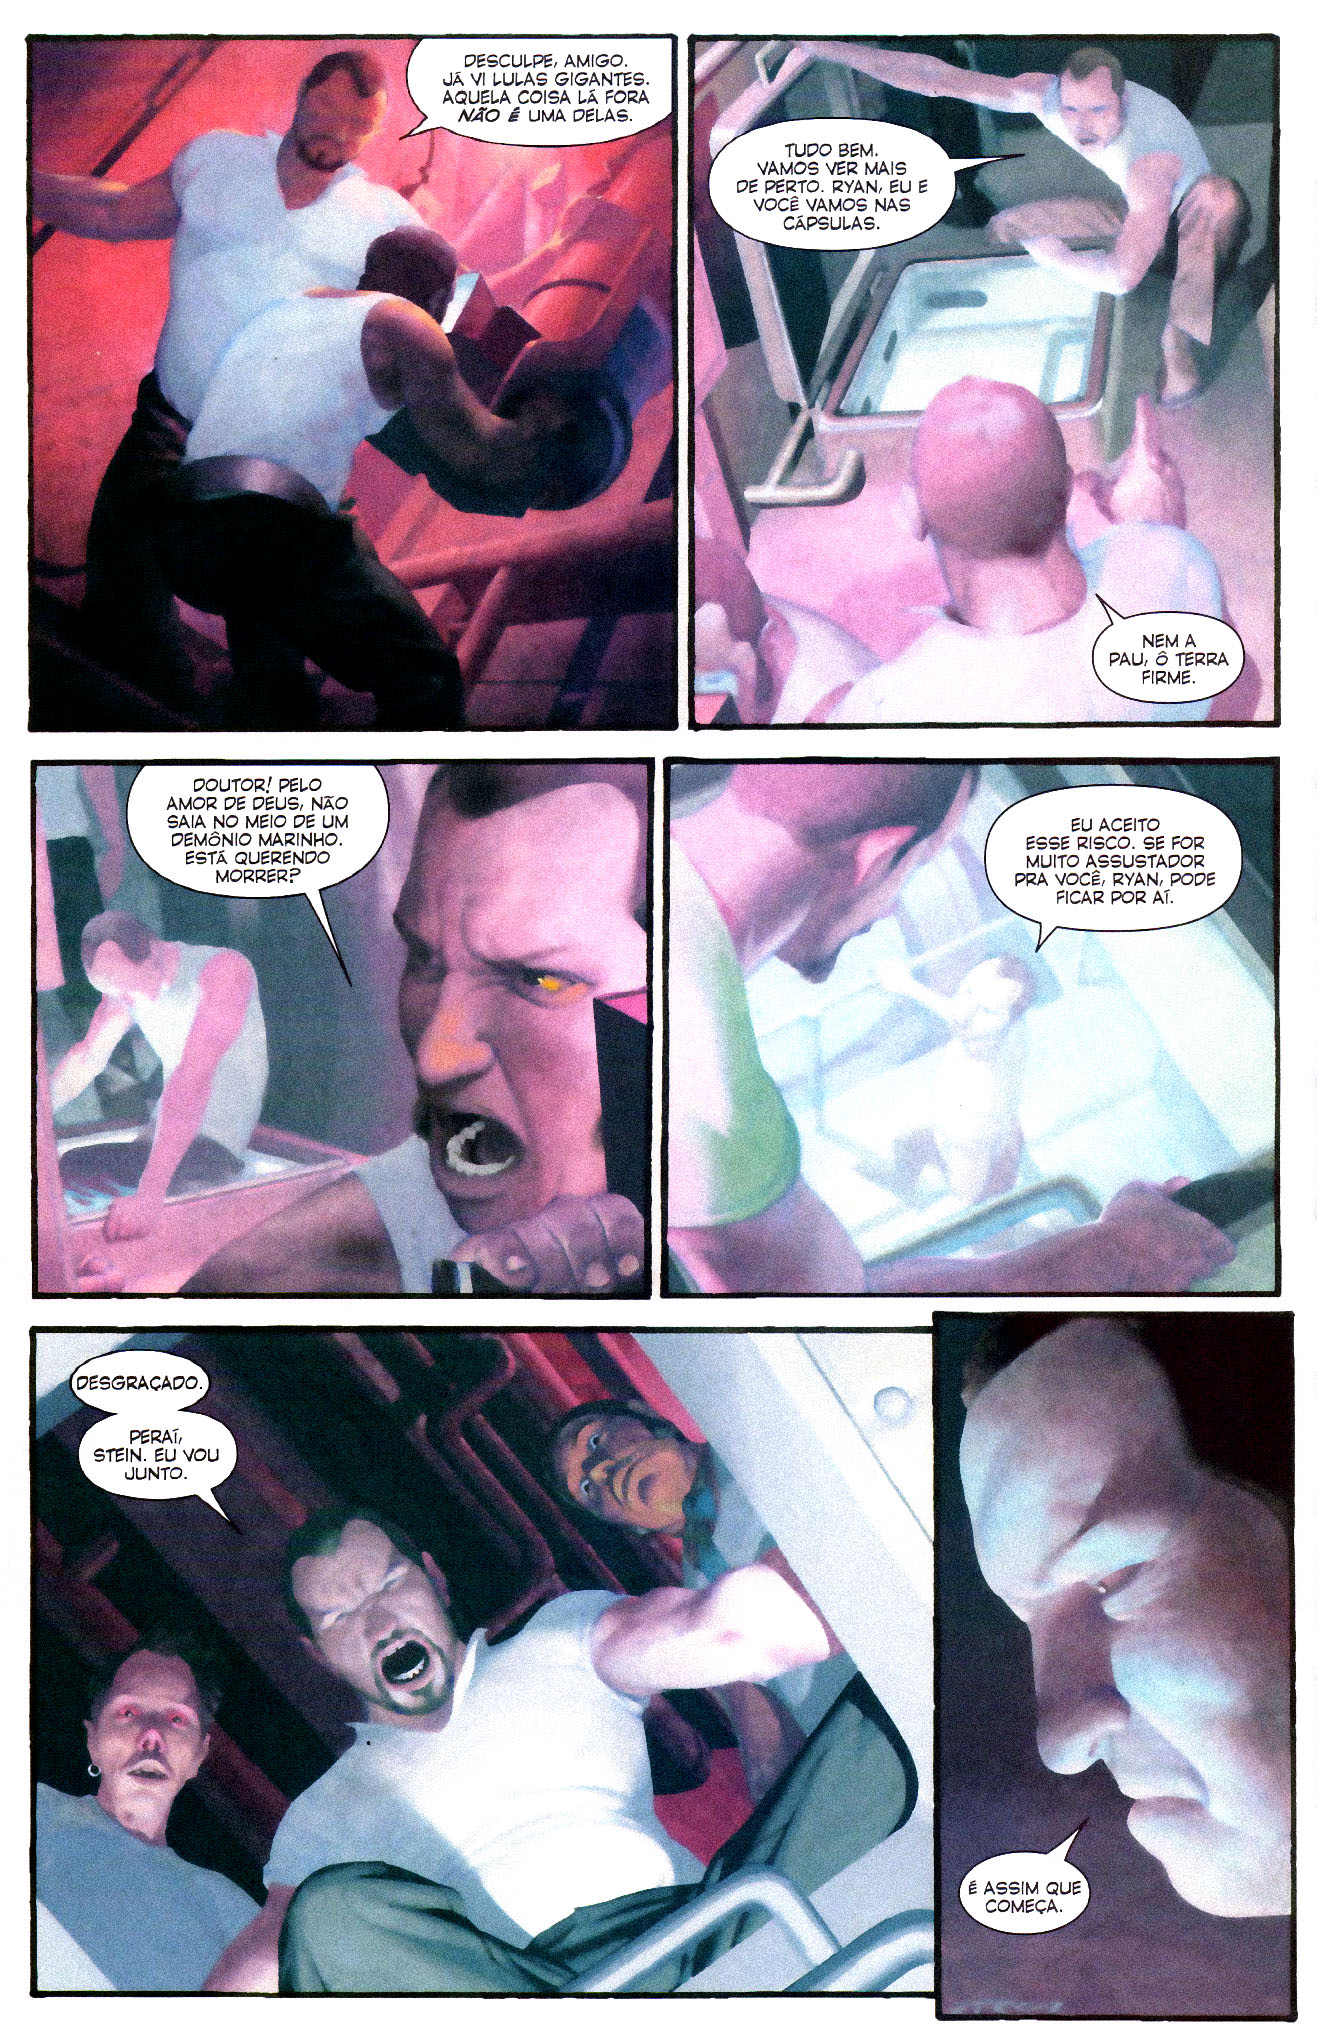 DESCULPE, AMIGO.
JÁ VI LULAS GIGANTES.
AQUELA COISA LÁ FORA
NÃO É UMA DELAS.
TUDO BEM.
VAMOS VER MAIS
DE PERTO. RYAN, EU E
VOCÊ VAMOS NAS
CÁPSULAS.
NEM A
PAU, Ô TERRA
FIRME.
DOUTOR! PELO
AMOR DE DEUS, NÃO
SAIA NO MEIO DE UM
DEMÔNIO MARINHO.
ESTÁ QUERENDO
MORRER?
EU ACEITO
ESSE RISCO. SE FOR
MUITO ASSUSTADOR
PRA VOCÊ, RYAN, PODE
FICAR POR AÍ.
DESGRAÇADO.
PERAÍ,
STEIN. EU VOU
JUNTO.
É ASSIM QUE
COMEÇA.